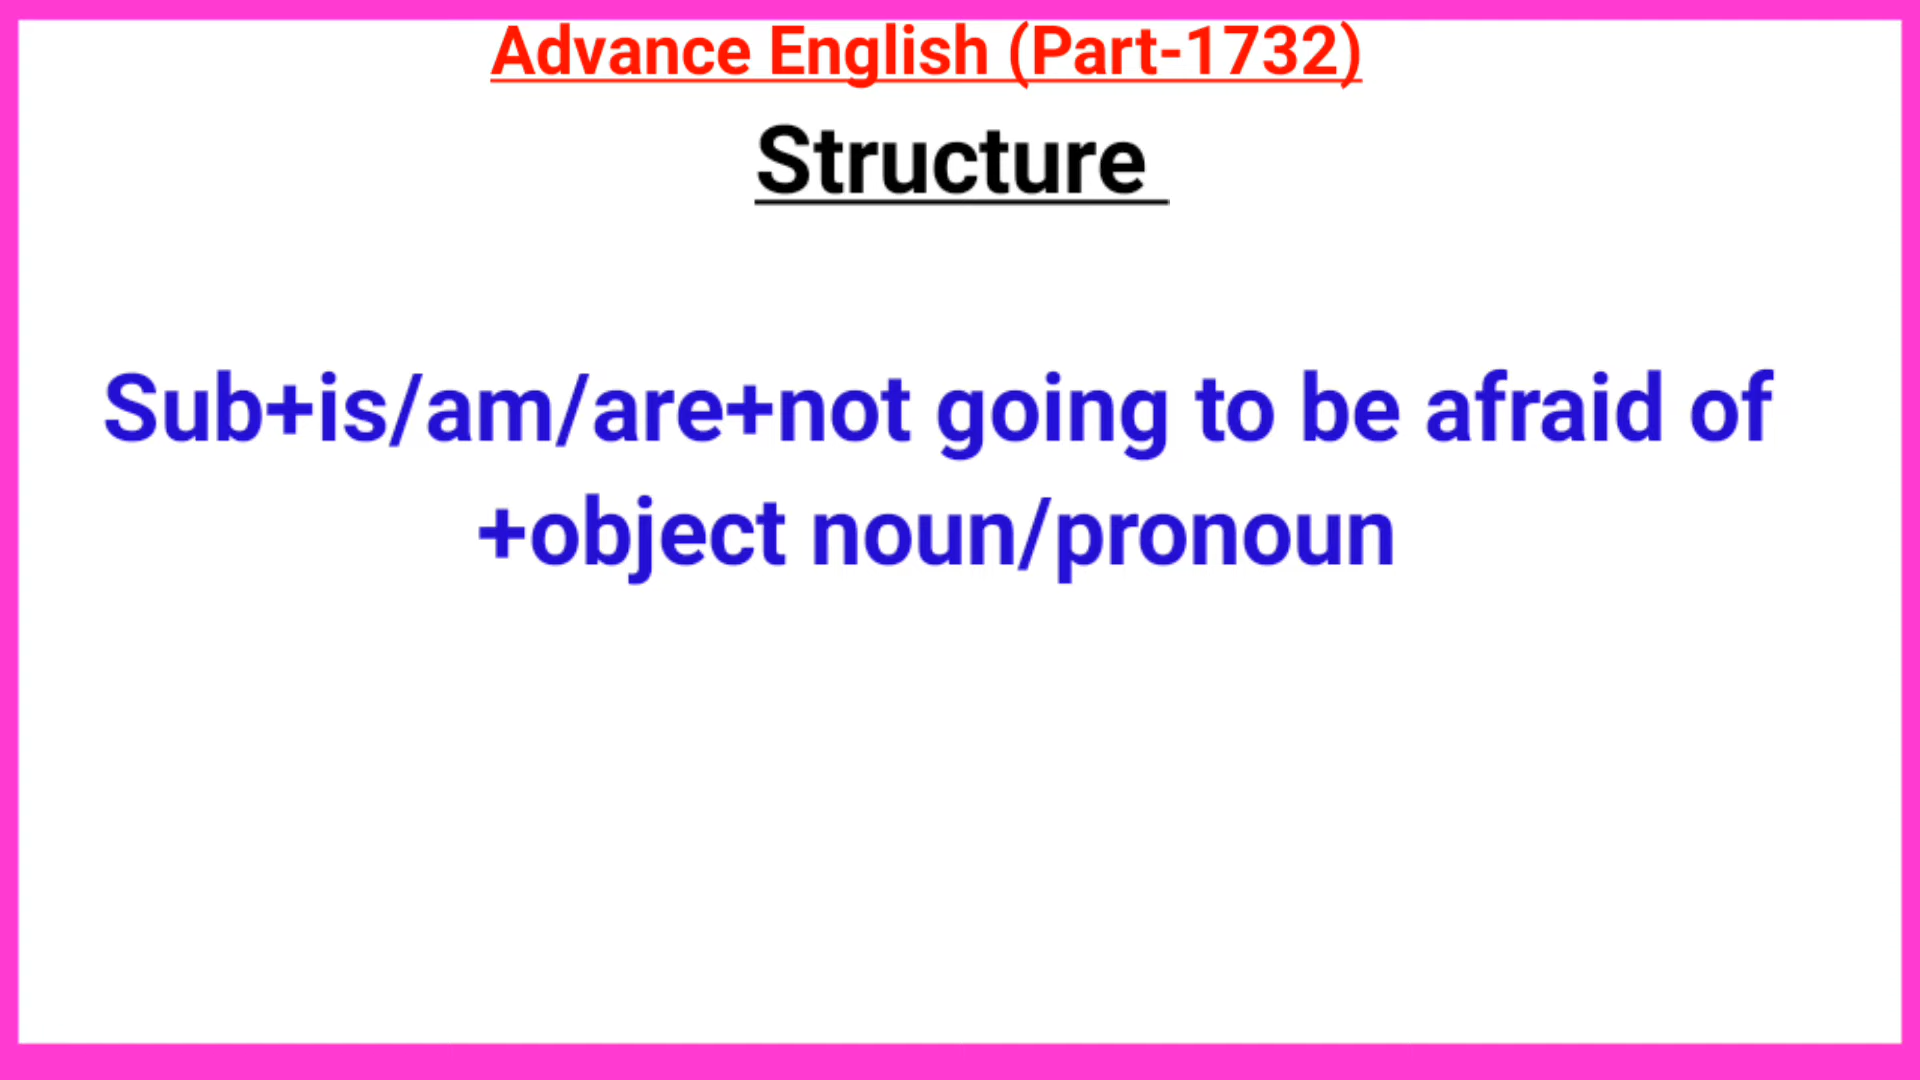 Advance English (Part-1732)
Structure
Sub+is/am/are+not going to be afraid of
+object noun/pronoun